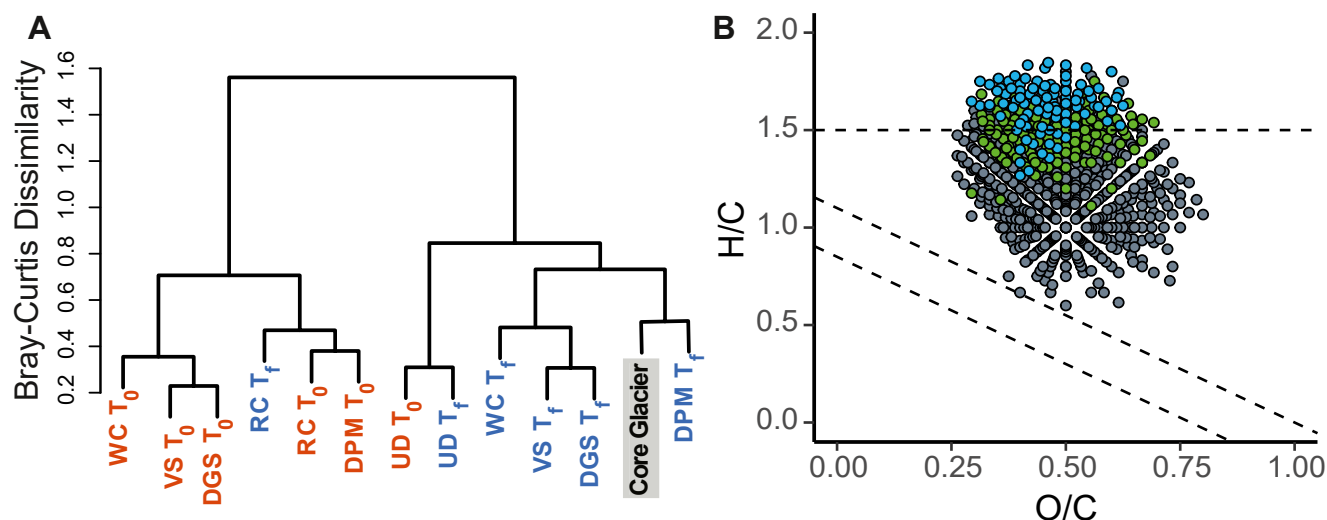 A
Bray-Curtis Dissimilarity
1.6
1.4
1.2
1.0
0.8
0.6
0.4
0.2
WC T0
VS T0
DGS T0
RC Tf
RC T0
DPM T0
UD T0
UD Tf
WC Tf
VS Tf
DGS Tf
Core Glacier
DPM Tf
B
H/C
2.0
1.5
1.0
0.5
0.0
0.00 0.25 0.50 0.75 1.00
O/C